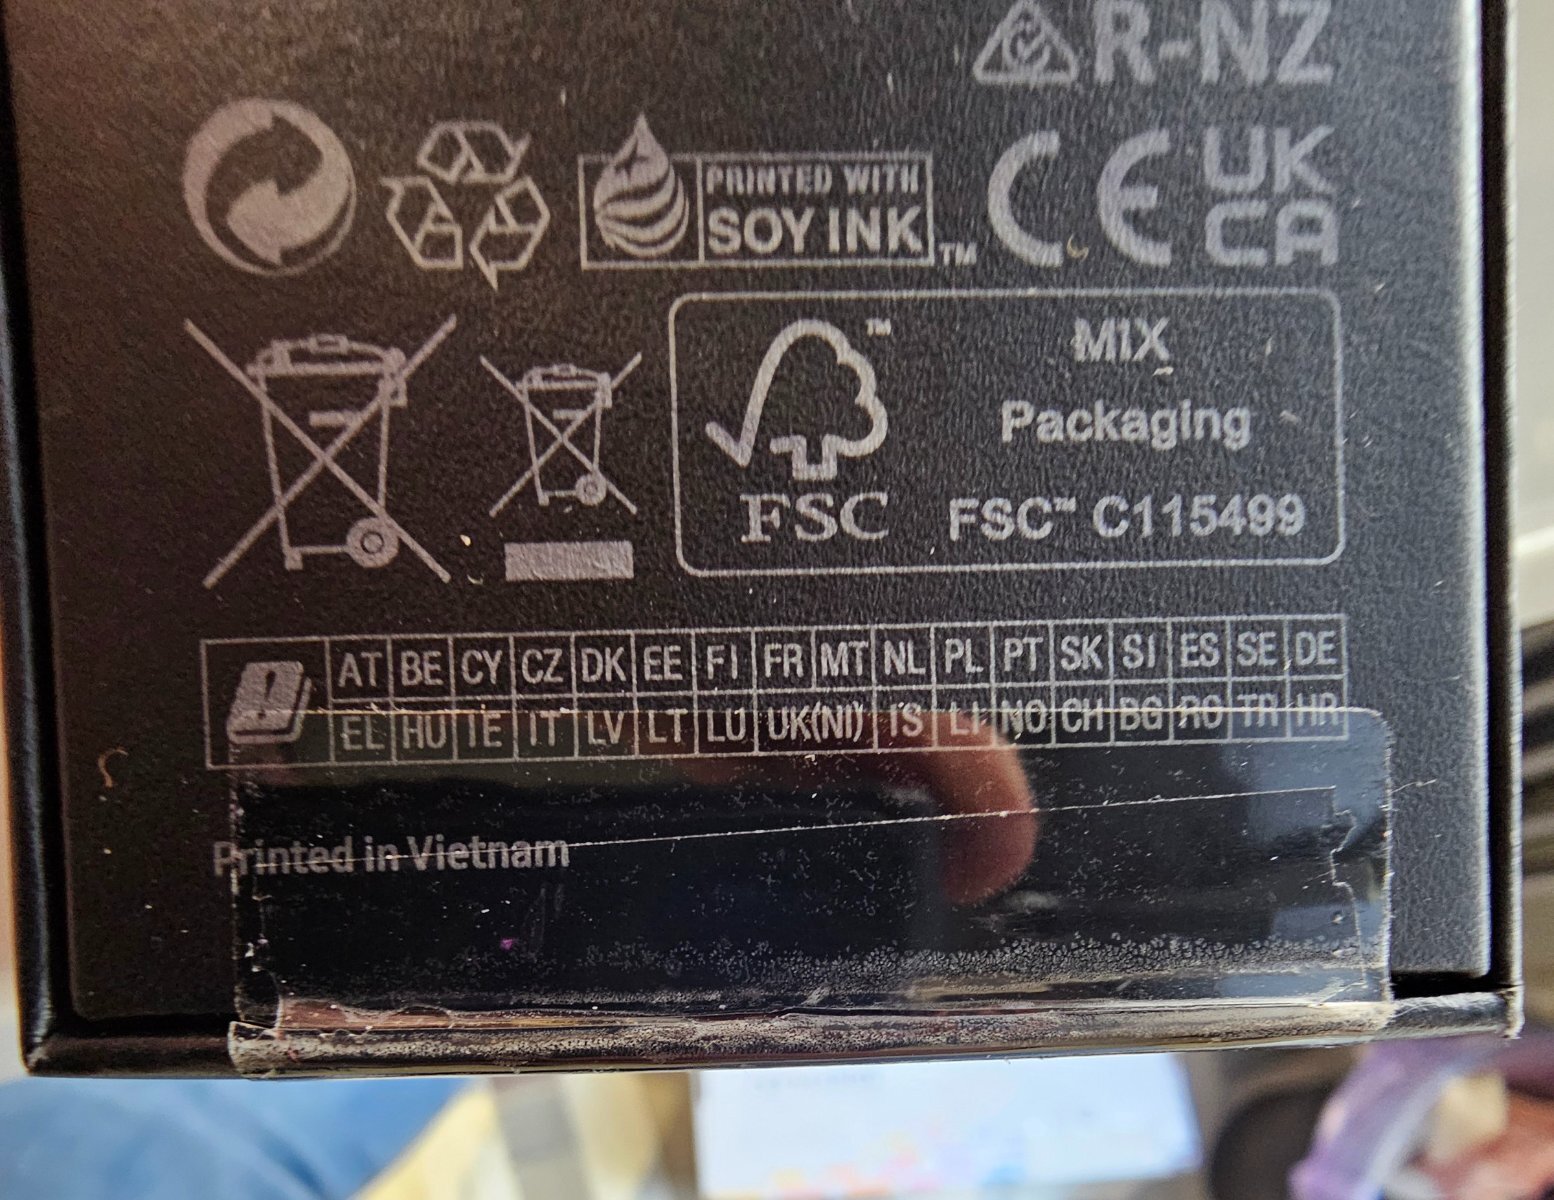 R-NZ
PRINTED WITH
SOY INK™
CE
UK
CA
™
FSC
MIX
Packaging
FSC™ C115499
AT BE CY CZ DK EE FI FR MT NL PL PT SK SI ES SE DE
EL HU IE IT LV LT LU UK(NI) IS LI NO CH BG RO TR HR
Printed in Vietnam